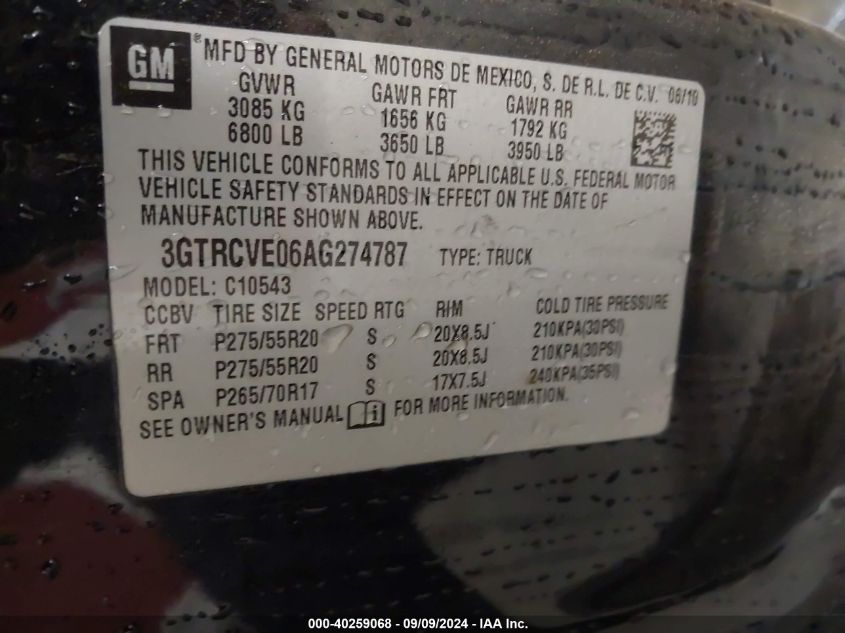 GM
® MFD BY GENERAL MOTORS DE MEXICO, S. DE R.L. DE C.V. 06/10
GVWR GAWR FRT GAWR RR
3085 KG 1656 KG 1792 KG
6800 LB 3650 LB 3950 LB
THIS VEHICLE CONFORMS TO ALL APPLICABLE U.S. FEDERAL MOTOR
VEHICLE SAFETY STANDARDS IN EFFECT ON THE DATE OF
MANUFACTURE SHOWN ABOVE.
3GTRCVE06AG274787 TYPE: TRUCK
MODEL: C10543
CCBV TIRE SIZE SPEED RTG RIM COLD TIRE PRESSURE
FRT P275/55R20 S 20X8.5J 210KPA(30PSI)
RR P275/55R20 S 20X8.5J 210KPA(30PSI)
SPA P265/70R17 S 17X7.5J 240KPA(35PSI)
SEE OWNER'S MANUAL i FOR MORE INFORMATION.
000-40259068 - 09/09/2024 - IAA Inc.